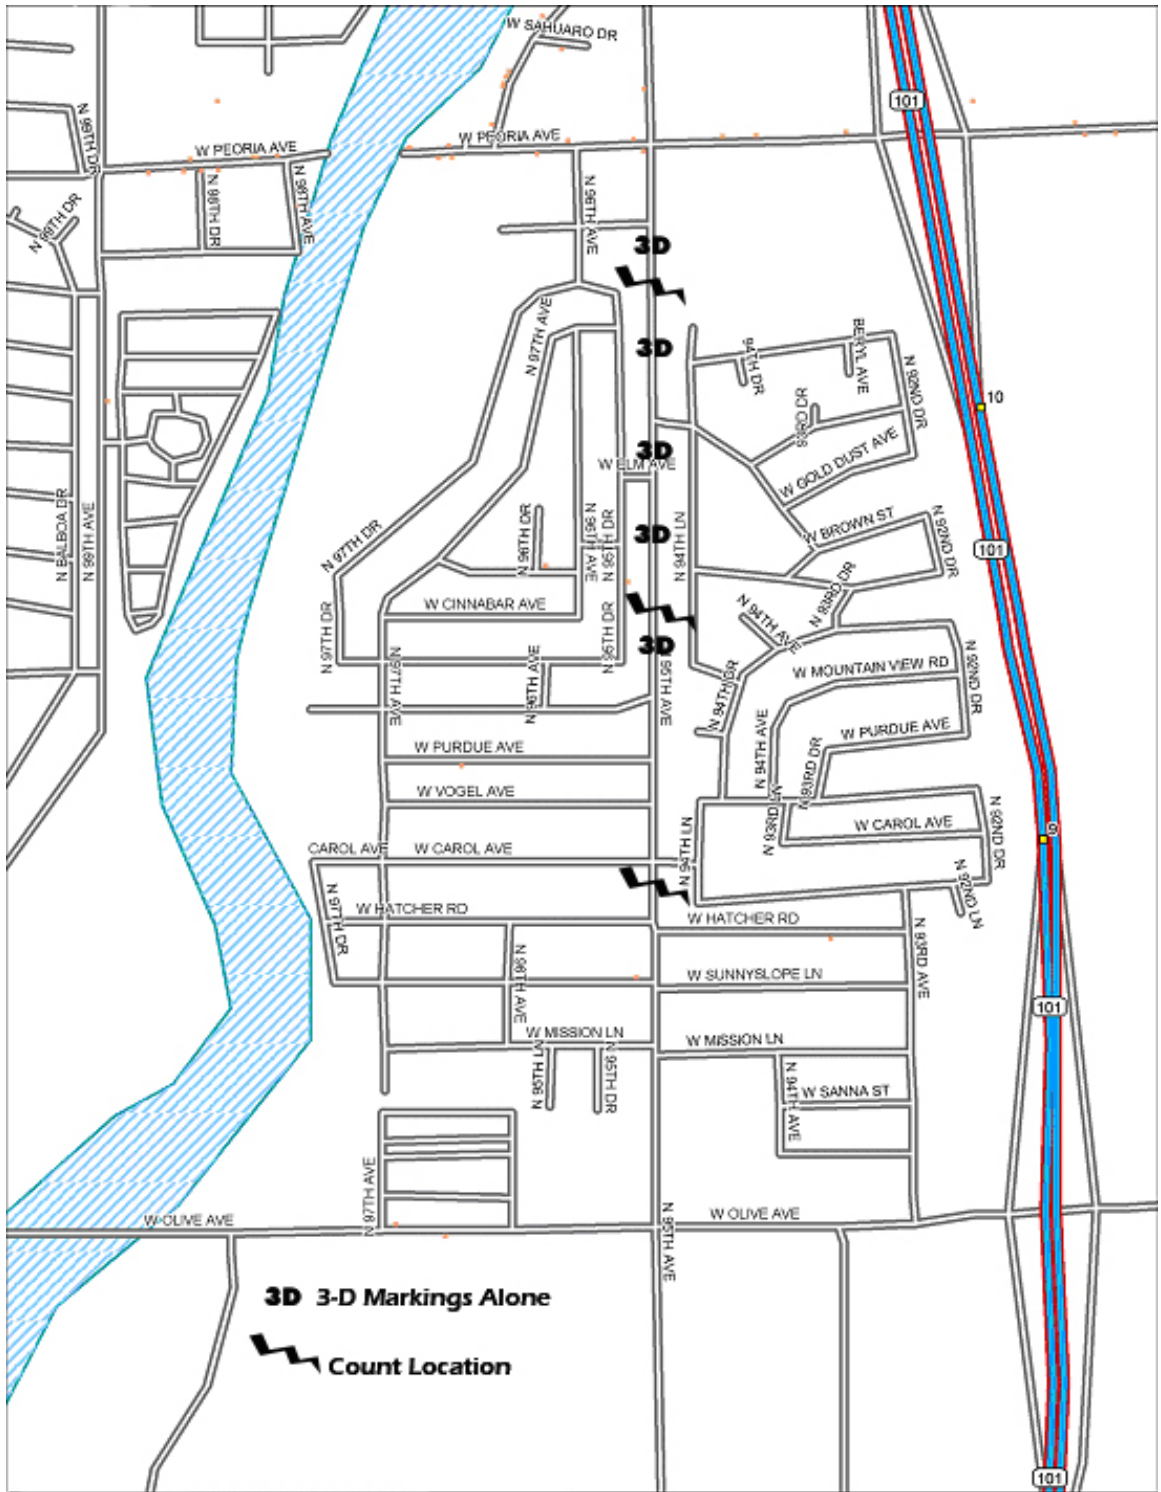 W SAHUARO DR
101
W PEORIA AVE
W PEORIA AVE
N 99TH DR
N 98TH DR
N 98TH AVE
N 96TH AVE
N 99TH DR
3D
N 97TH AVE
3D
94TH DR
BERYL AVE
N 92ND DR
93RD DR
10
3D
W ELM AVE
W GOLD DUST AVE
N BALBOA DR
N 99TH AVE
N 97TH DR
N 96TH DR
N 95TH AVE
N 96TH DR
3D
N 94TH LN
W BROWN ST
N 92ND DR
101
W CINNABAR AVE
N 94TH AVE
N 93RD DR
N 97TH DR
N 97TH AVE
N 96TH AVE
N 96TH DR
3D
N 95TH AVE
N 94TH DR
W MOUNTAIN VIEW RD
N 92ND DR
W PURDUE AVE
N 94TH AVE
N 93RD DR
W PURDUE AVE
W VOGEL AVE
N 92ND DR
9
CAROL AVE
W CAROL AVE
N 94TH LN
W CAROL AVE
N 97TH DR
W HATCHER RD
W HATCHER RD
N 92ND LN
N 96TH AVE
W SUNNYSLOPE LN
N 93RD AVE
101
W MISSION LN
W MISSION LN
N 95TH DR
N 94TH AVE
W SANNA ST
N 97TH AVE
W OLIVE AVE
N 95TH AVE
W OLIVE AVE
3D 3-D Markings Alone
Count Location
101